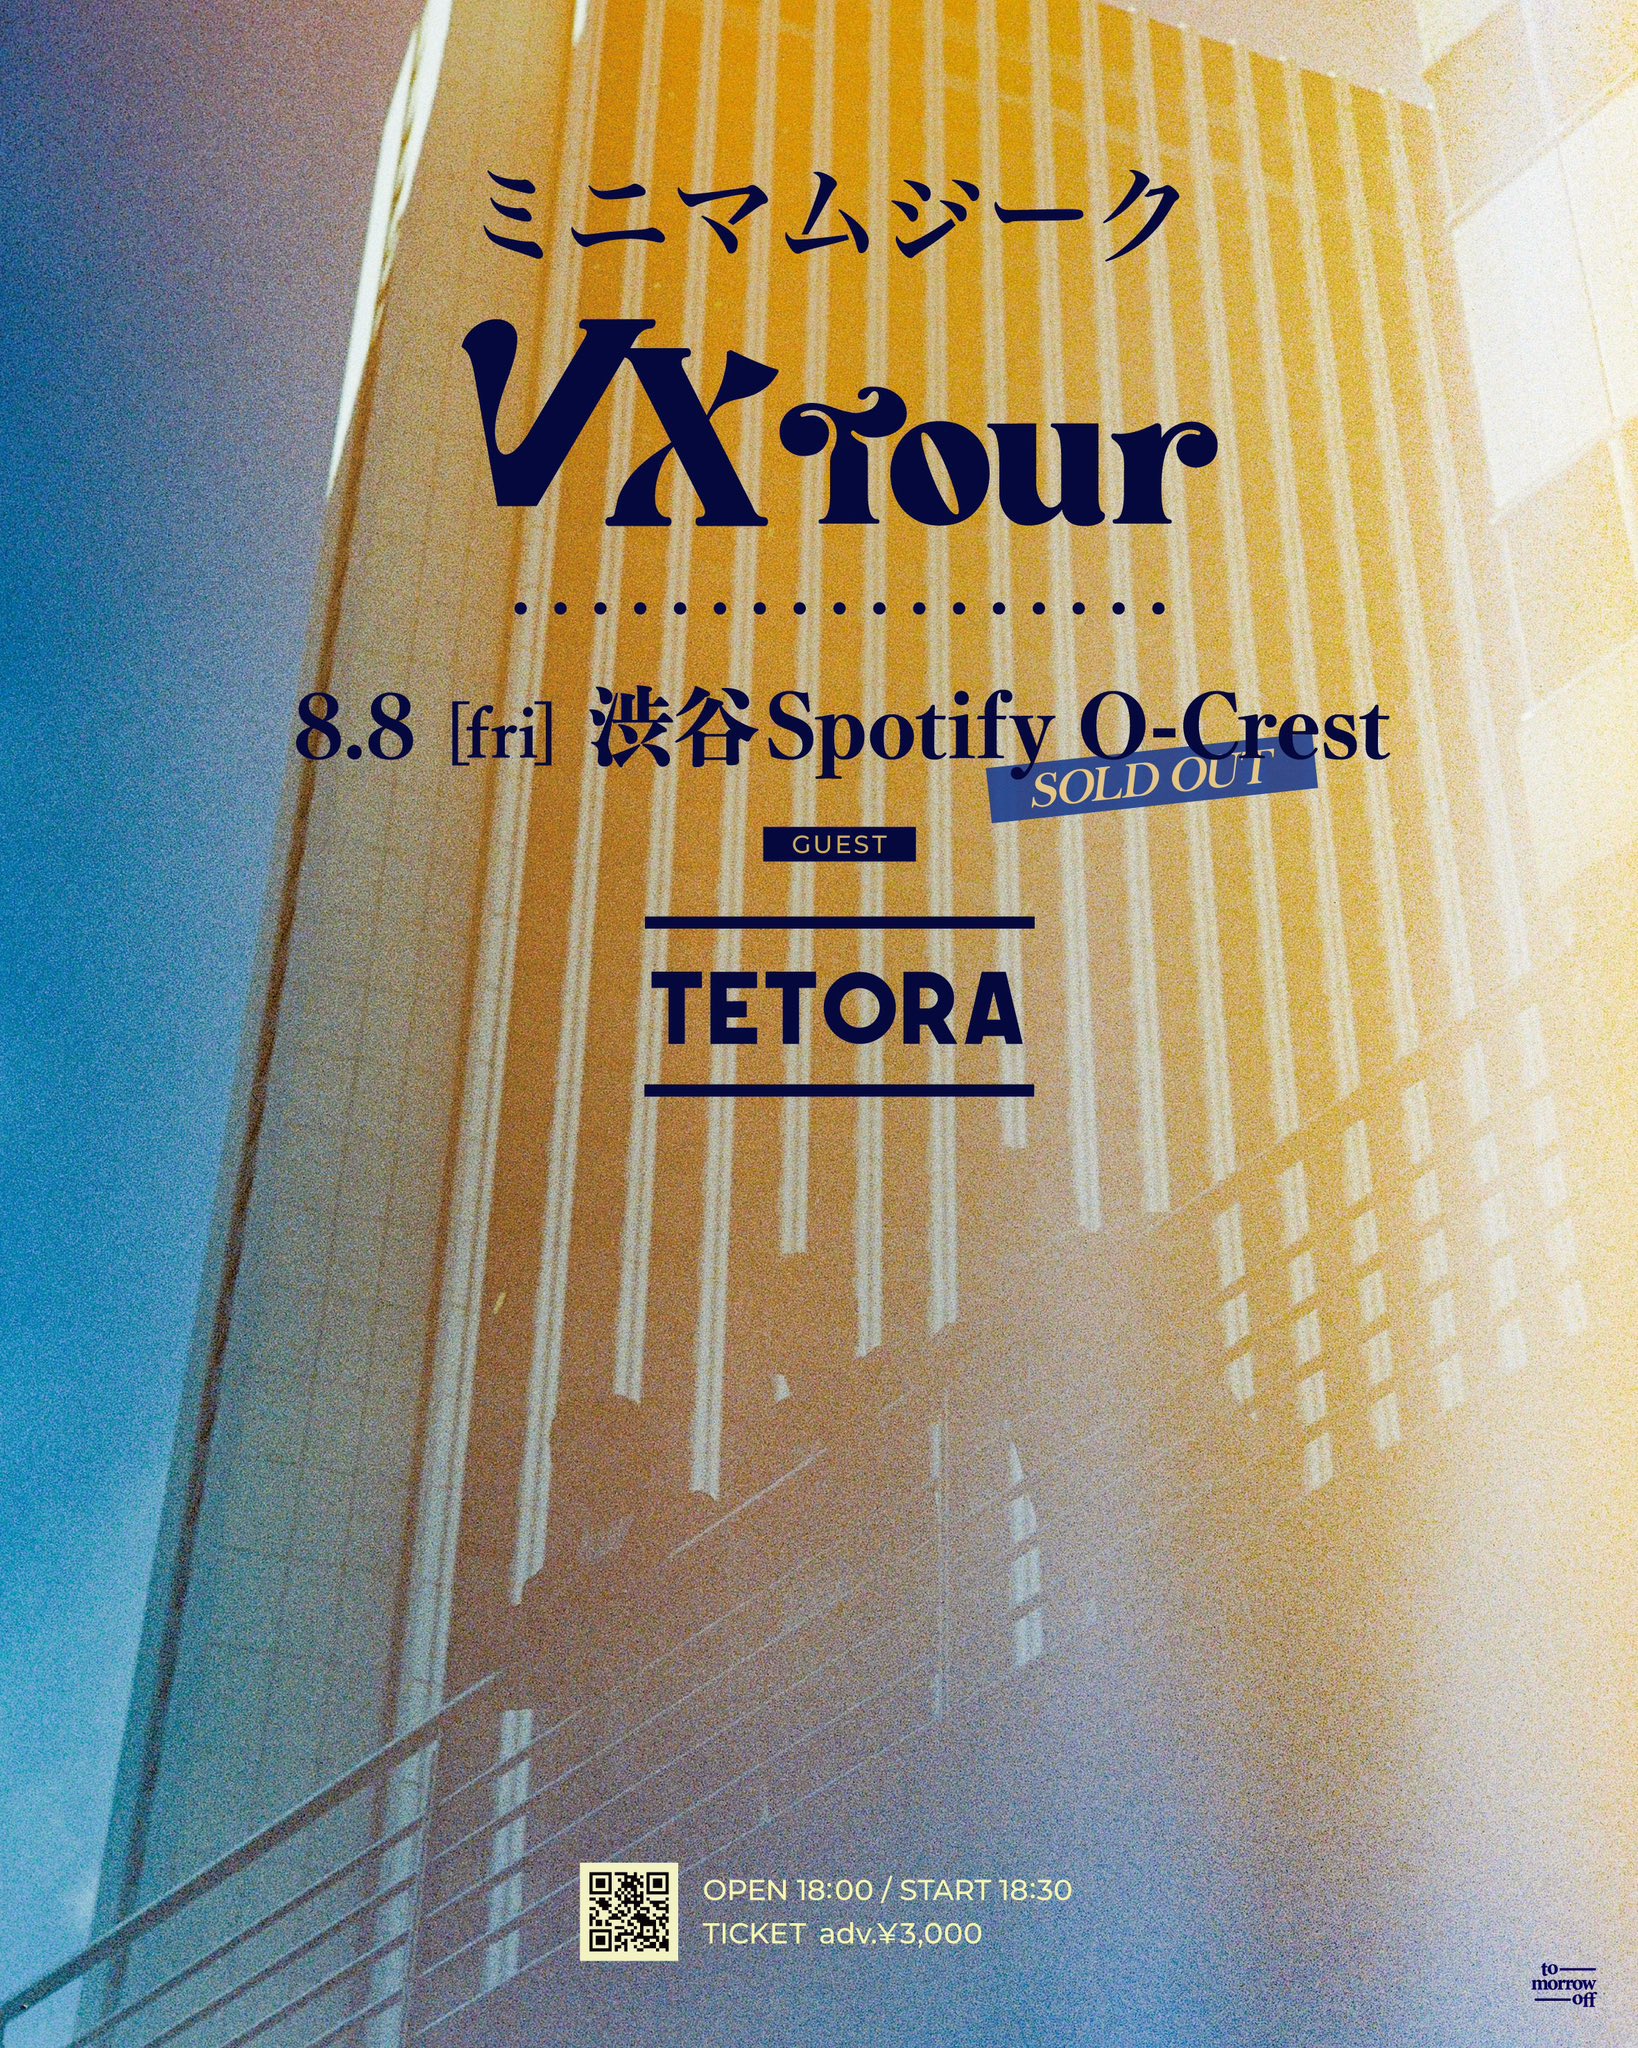 ミニマムジーク
VX Tour
8.8 [fri] 渋谷Spotify O-Crest
SOLD OUT
GUEST
TETORA
OPEN 18:00 / START 18:30
TICKET adv.¥3,000
to
morrow
off